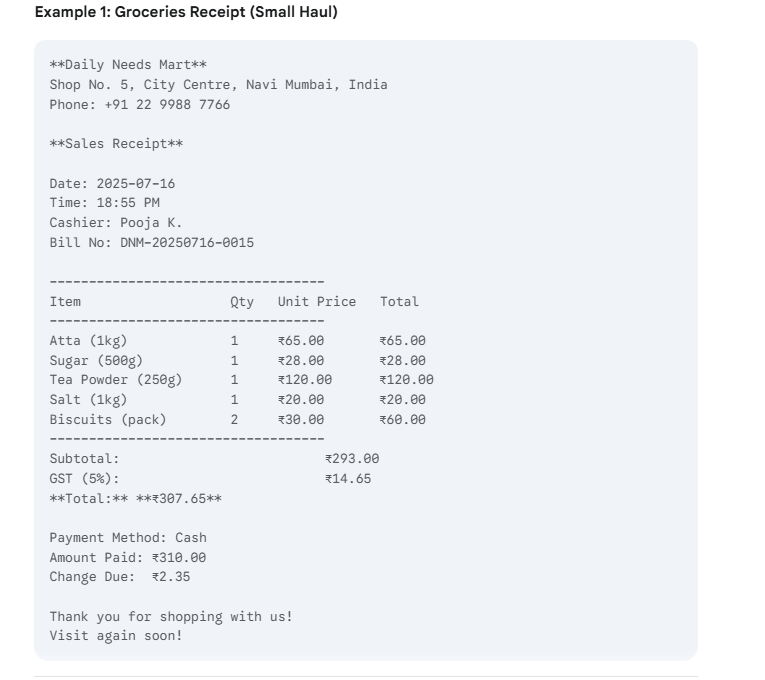 Example 1: Groceries Receipt (Small Haul)
**Daily Needs Mart**
Shop No. 5, City Centre, Navi Mumbai, India
Phone: +91 22 9988 7766
**Sales Receipt**
Date: 2025-07-16
Time: 18:55 PM
Cashier: Pooja K.
Bill No: DNM-20250716-0015
-----------------------------------
Item                   Qty   Unit Price   Total
-----------------------------------
Atta (1kg)             1     ₹65.00       ₹65.00
Sugar (500g)           1     ₹28.00       ₹28.00
Tea Powder (250g)      1     ₹120.00      ₹120.00
Salt (1kg)             1     ₹20.00       ₹20.00
Biscuits (pack)        2     ₹30.00       ₹60.00
-----------------------------------
Subtotal:                          ₹293.00
GST (5%):                          ₹14.65
**Total:** **₹307.65**
Payment Method: Cash
Amount Paid: ₹310.00
Change Due:  ₹2.35
Thank you for shopping with us!
Visit again soon!